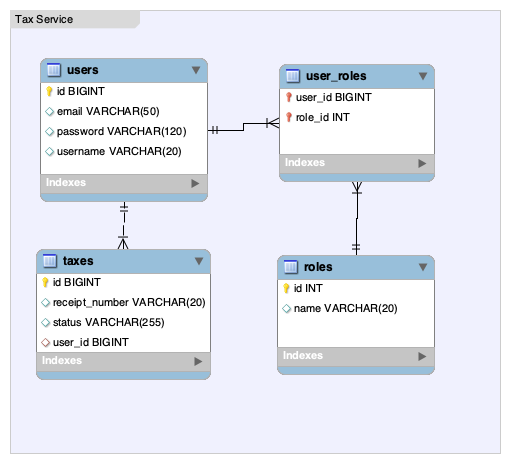 Tax Service
users
id BIGINT
email VARCHAR(50)
password VARCHAR(120)
username VARCHAR(20)
Indexes
user_roles
user_id BIGINT
role_id INT
Indexes
taxes
id BIGINT
receipt_number VARCHAR(20)
status VARCHAR(255)
user_id BIGINT
Indexes
roles
id INT
name VARCHAR(20)
Indexes